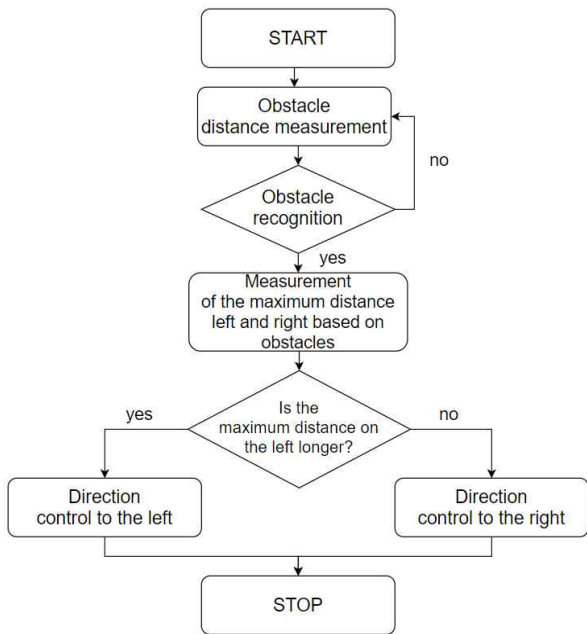 START
Obstacle
distance measurement
no
Obstacle
recognition
yes
Measurement
of the maximum distance
left and right based on
obstacles
yes
Is the
maximum distance on
the left longer?
no
Direction
control to the left
Direction
control to the right
STOP